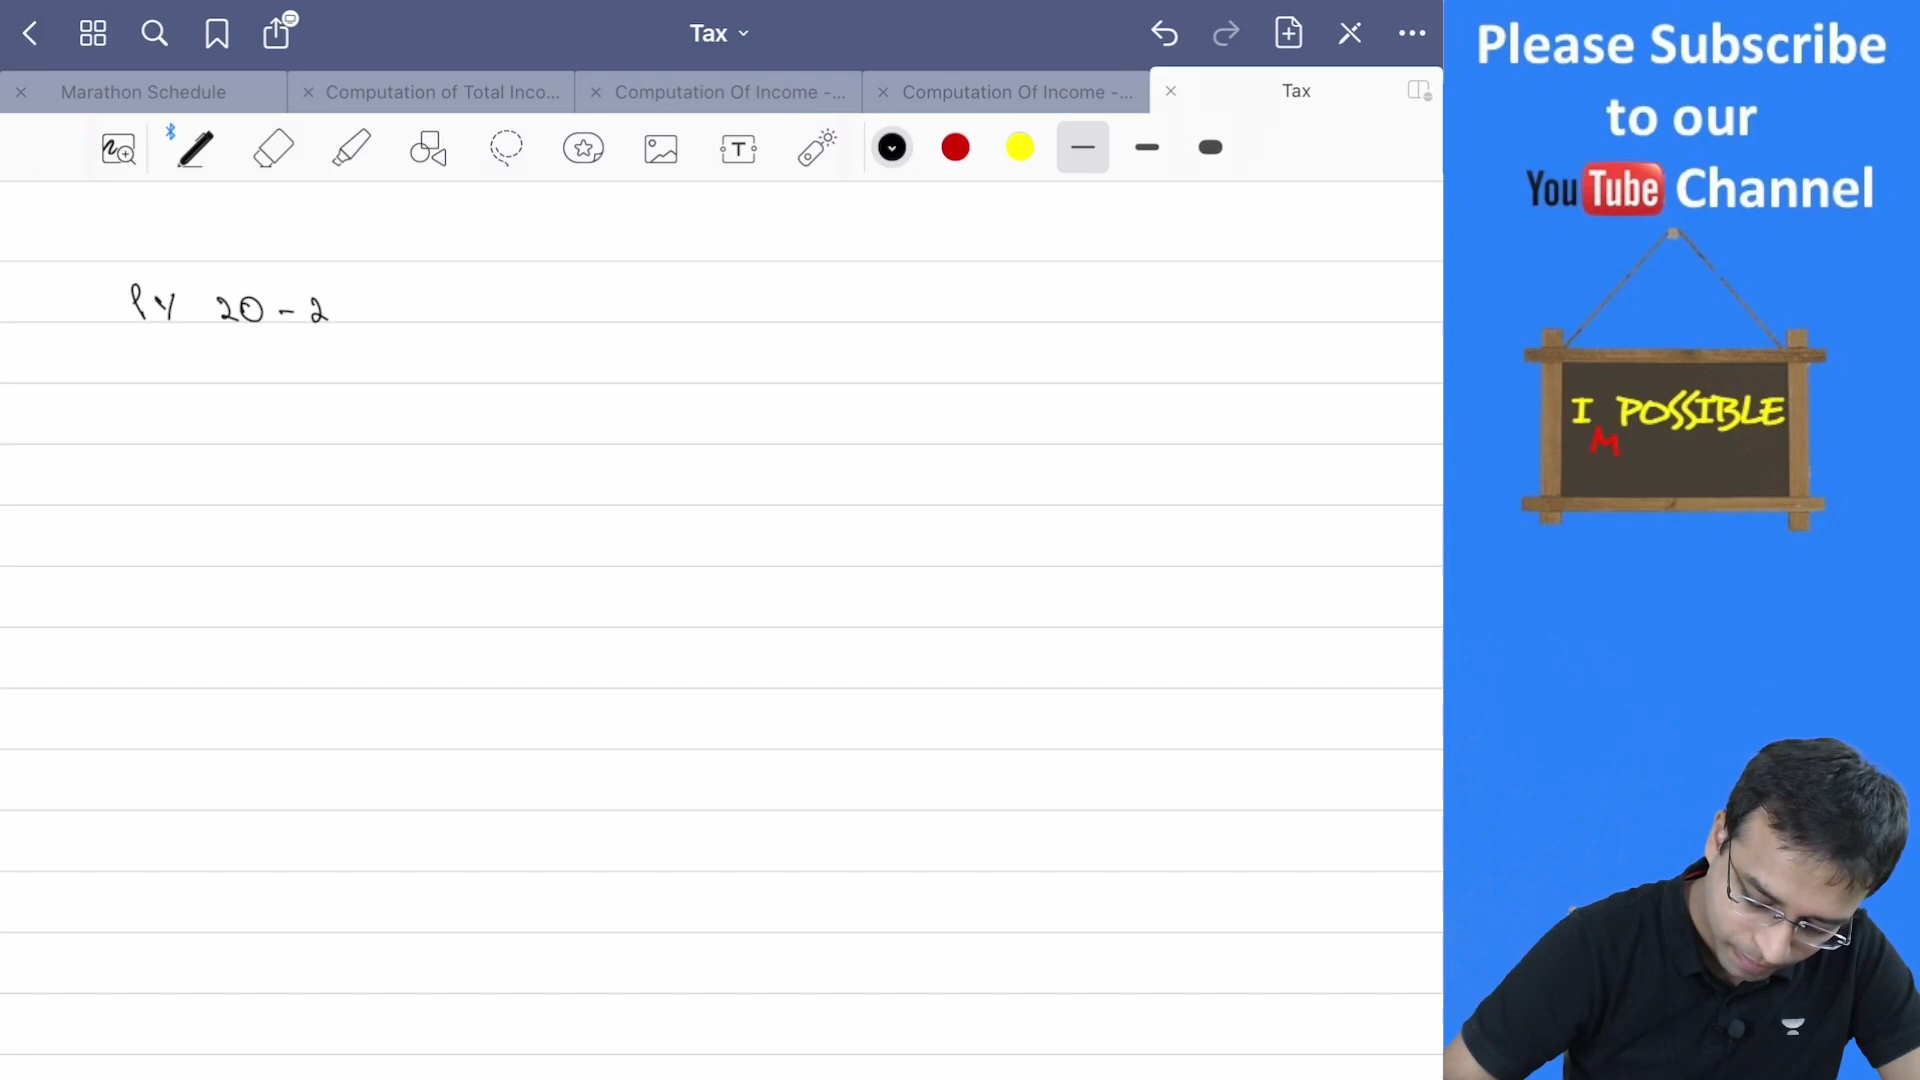 Tax
Marathon Schedule
Computation of Total Inco...
Computation Of Income -...
Computation Of Income -...
Tax
T
PY 20-2
Please Subscribe
to our
YouTube Channel
I POSSIBLE
M